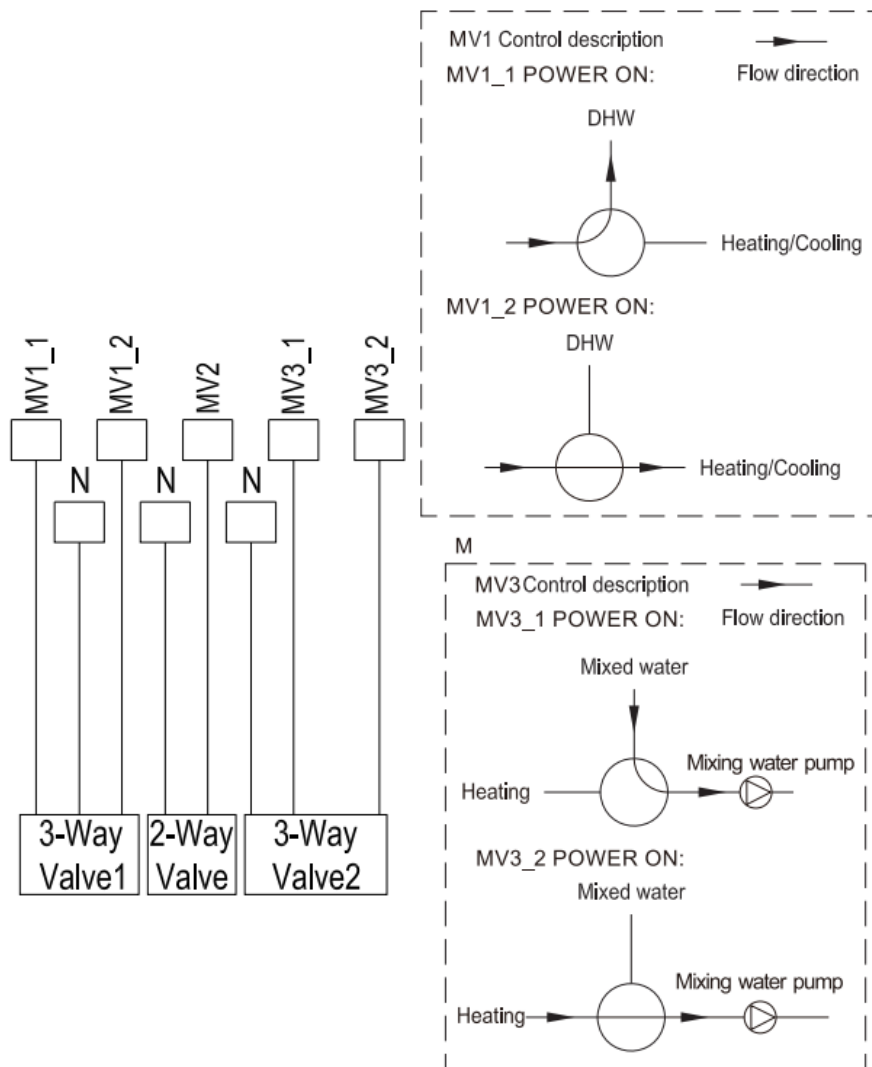 MV1 Control description
MV1_1 POWER ON: Flow direction
DHW
Heating/Cooling
MV1_2 POWER ON:
DHW
Heating/Cooling
MV1_1 MV1_2 MV2 MV3_1 MV3_2
N N N
3-Way Valve1
2-Way Valve
3-Way Valve2
M
MV3 Control description
MV3_1 POWER ON: Flow direction
Mixed water
Mixing water pump
Heating
MV3_2 POWER ON:
Mixed water
Mixing water pump
Heating